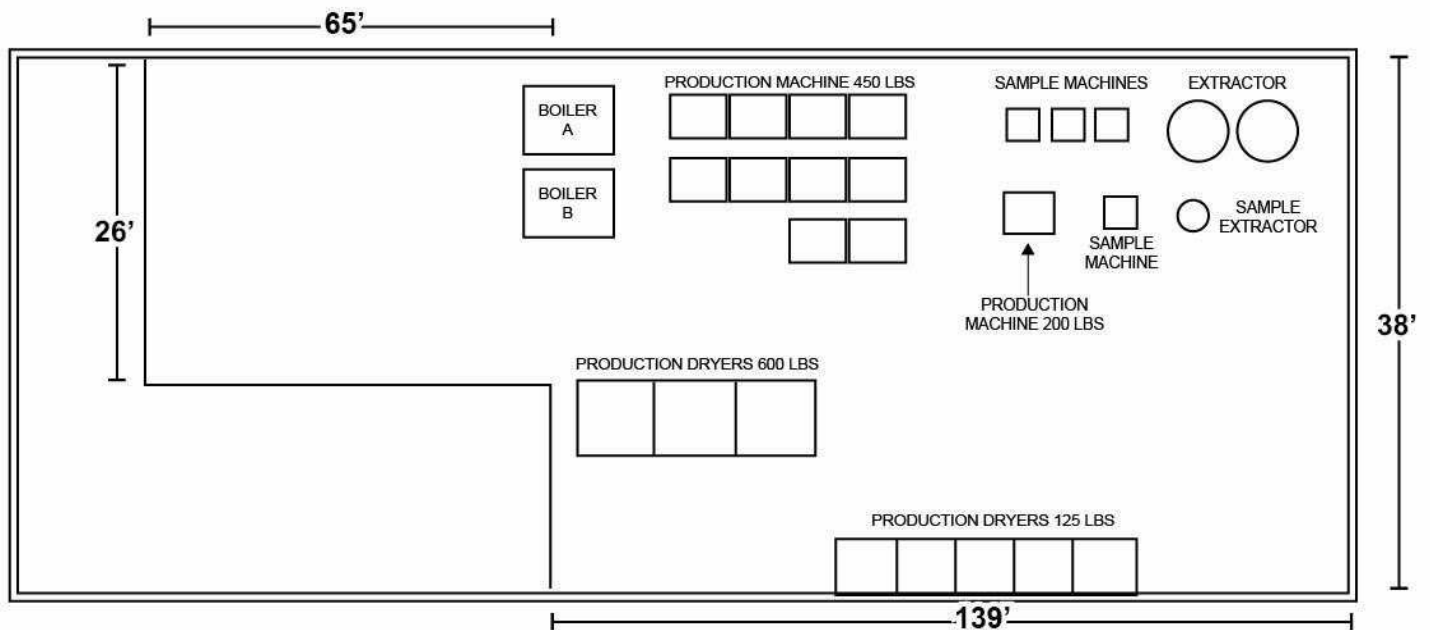 65’
PRODUCTION MACHINE 450 LBS
SAMPLE MACHINES
EXTRACTOR
BOILER
A
BOILER
B
26’
SAMPLE
EXTRACTOR
SAMPLE
MACHINE
PRODUCTION
MACHINE 200 LBS
38’
PRODUCTION DRYERS 600 LBS
PRODUCTION DRYERS 125 LBS
139’